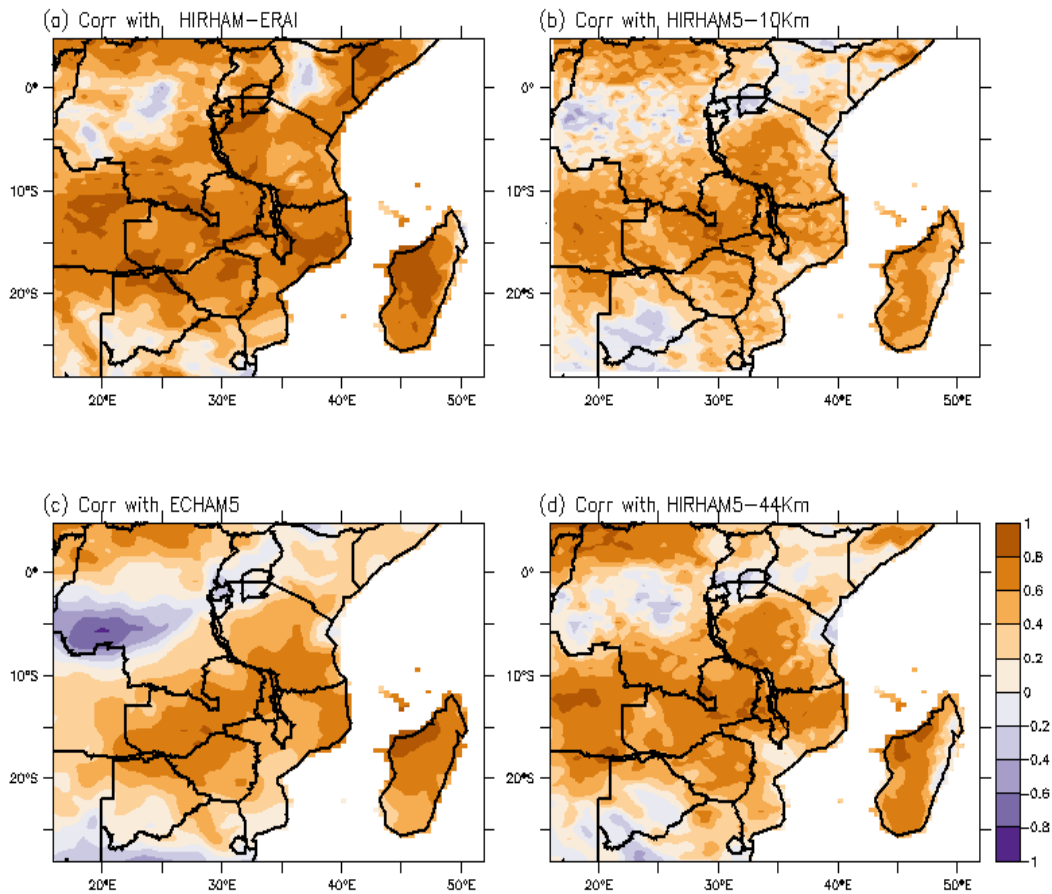 (a) Corr with HIRHAM-ERAI
(b) Corr with HIRHAM5-10Km
0°
10°S
20°S
20°E 30°E 40°E 50°E
0°
10°S
20°S
20°E 30°E 40°E 50°E
(c) Corr with ECHAM5
(d) Corr with HIRHAM5-44Km
0°
10°S
20°S
20°E 30°E 40°E 50°E
0°
10°S
20°S
20°E 30°E 40°E 50°E
1
0.8
0.6
0.4
0.2
0
-0.2
-0.4
-0.6
-0.8
-1